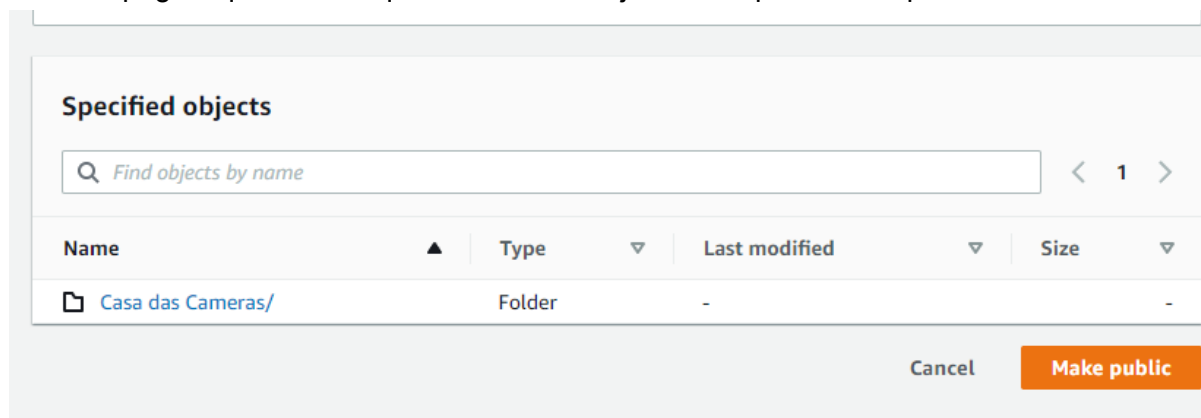 Specified objects
Find objects by name
1
Name Type Last modified Size
Casa das Cameras/ Folder - -
Cancel Make public